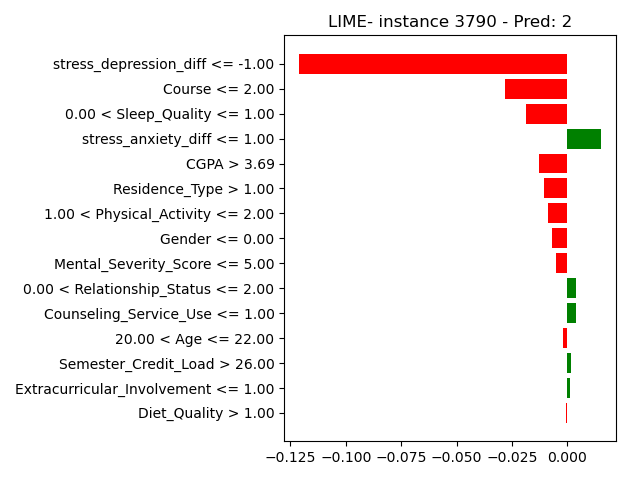 LIME- instance 3790 - Pred: 2
stress_depression_diff <= -1.00
Course <= 2.00
0.00 < Sleep_Quality <= 1.00
stress_anxiety_diff <= 1.00
CGPA > 3.69
Residence_Type > 1.00
1.00 < Physical_Activity <= 2.00
Gender <= 0.00
Mental_Severity_Score <= 5.00
0.00 < Relationship_Status <= 2.00
Counseling_Service_Use <= 1.00
20.00 < Age <= 22.00
Semester_Credit_Load > 26.00
Extracurricular_Involvement <= 1.00
Diet_Quality > 1.00
−0.125 −0.100 −0.075 −0.050 −0.025 0.000